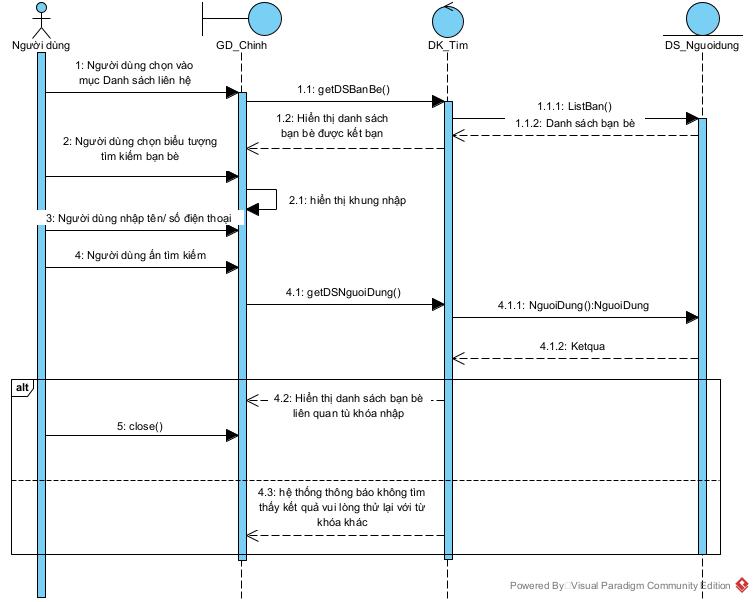 Người dùng
GD_Chinh
DK_Tim
DS_Nguoidung
1: Người dùng chọn vào
mục Danh sách liên hệ
1.1: getDSBanBe()
1.1.1: ListBan()
1.2: Hiển thị danh sách
bạn bè được kết bạn
1.1.2: Danh sách bạn bè
2: Người dùng chọn biểu tượng
tìm kiếm bạn bè
2.1: hiển thị khung nhập
3: Người dùng nhập tên/ số điện thoại
4: Người dùng ấn tìm kiếm
4.1: getDSNguoiDung()
4.1.1: NguoiDung():NguoiDung
4.1.2: Ketqua
alt
4.2: Hiển thị danh sách bạn bè
liên quan tù khóa nhập
5: close()
4.3: hệ thống thông báo không tìm
thấy kết quả vui lòng thử lại với từ
khóa khác
Powered By Visual Paradigm Community Edition